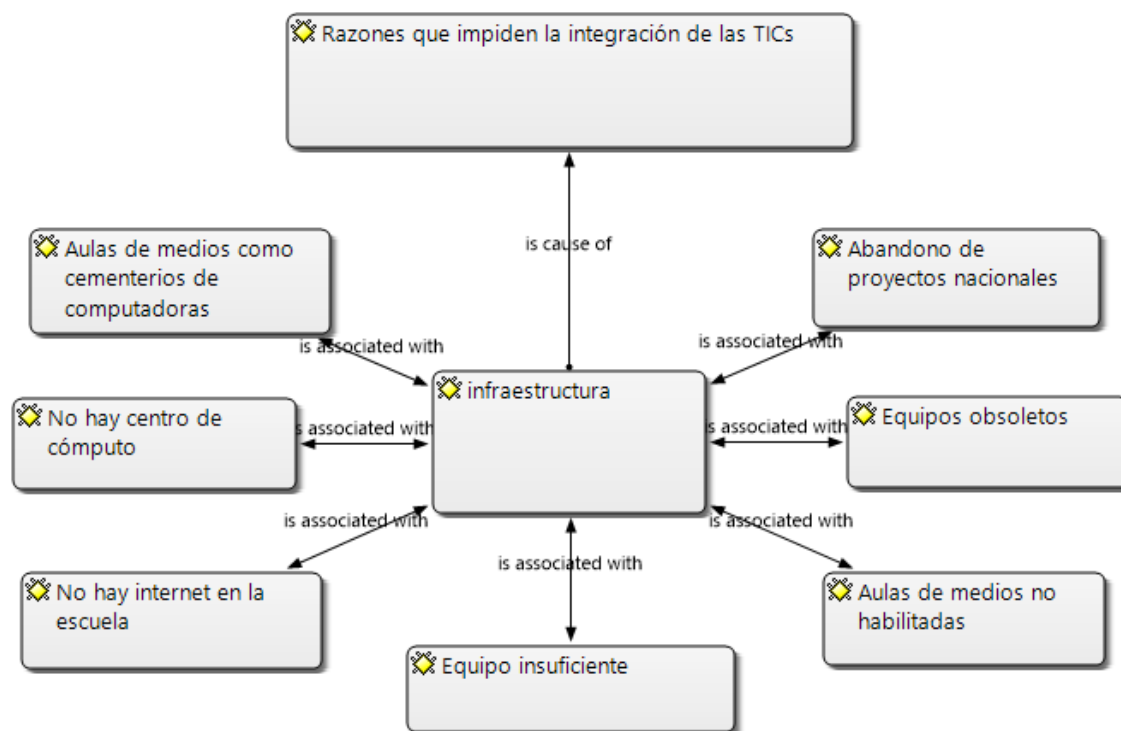 Razones que impiden la integración de las TICs
is cause of
Aulas de medios como
cementerios de
computadoras
Abandono de
proyectos nacionales
is associated with
is associated with
infraestructura
No hay centro de
cómputo
is associated with
is associated with
Equipos obsoletos
is associated with
is associated with
is associated with
No hay internet en la
escuela
Aulas de medios no
habilitadas
Equipo insuficiente